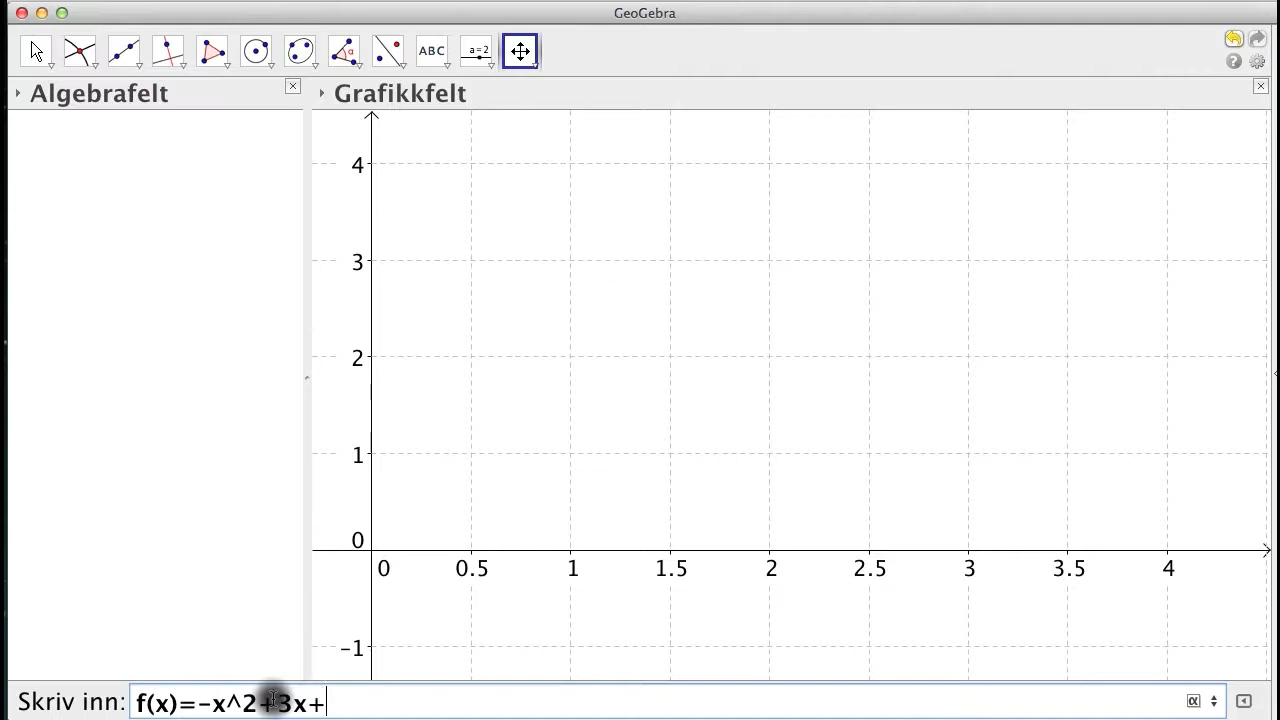 GeoGebra
ABC
a=2
α
Algebrafelt
Grafikkfelt
4
3
2
1
0
-1
0 0.5 1 1.5 2 2.5 3 3.5 4
Skriv inn: f(x)=-x^2+3x+
α